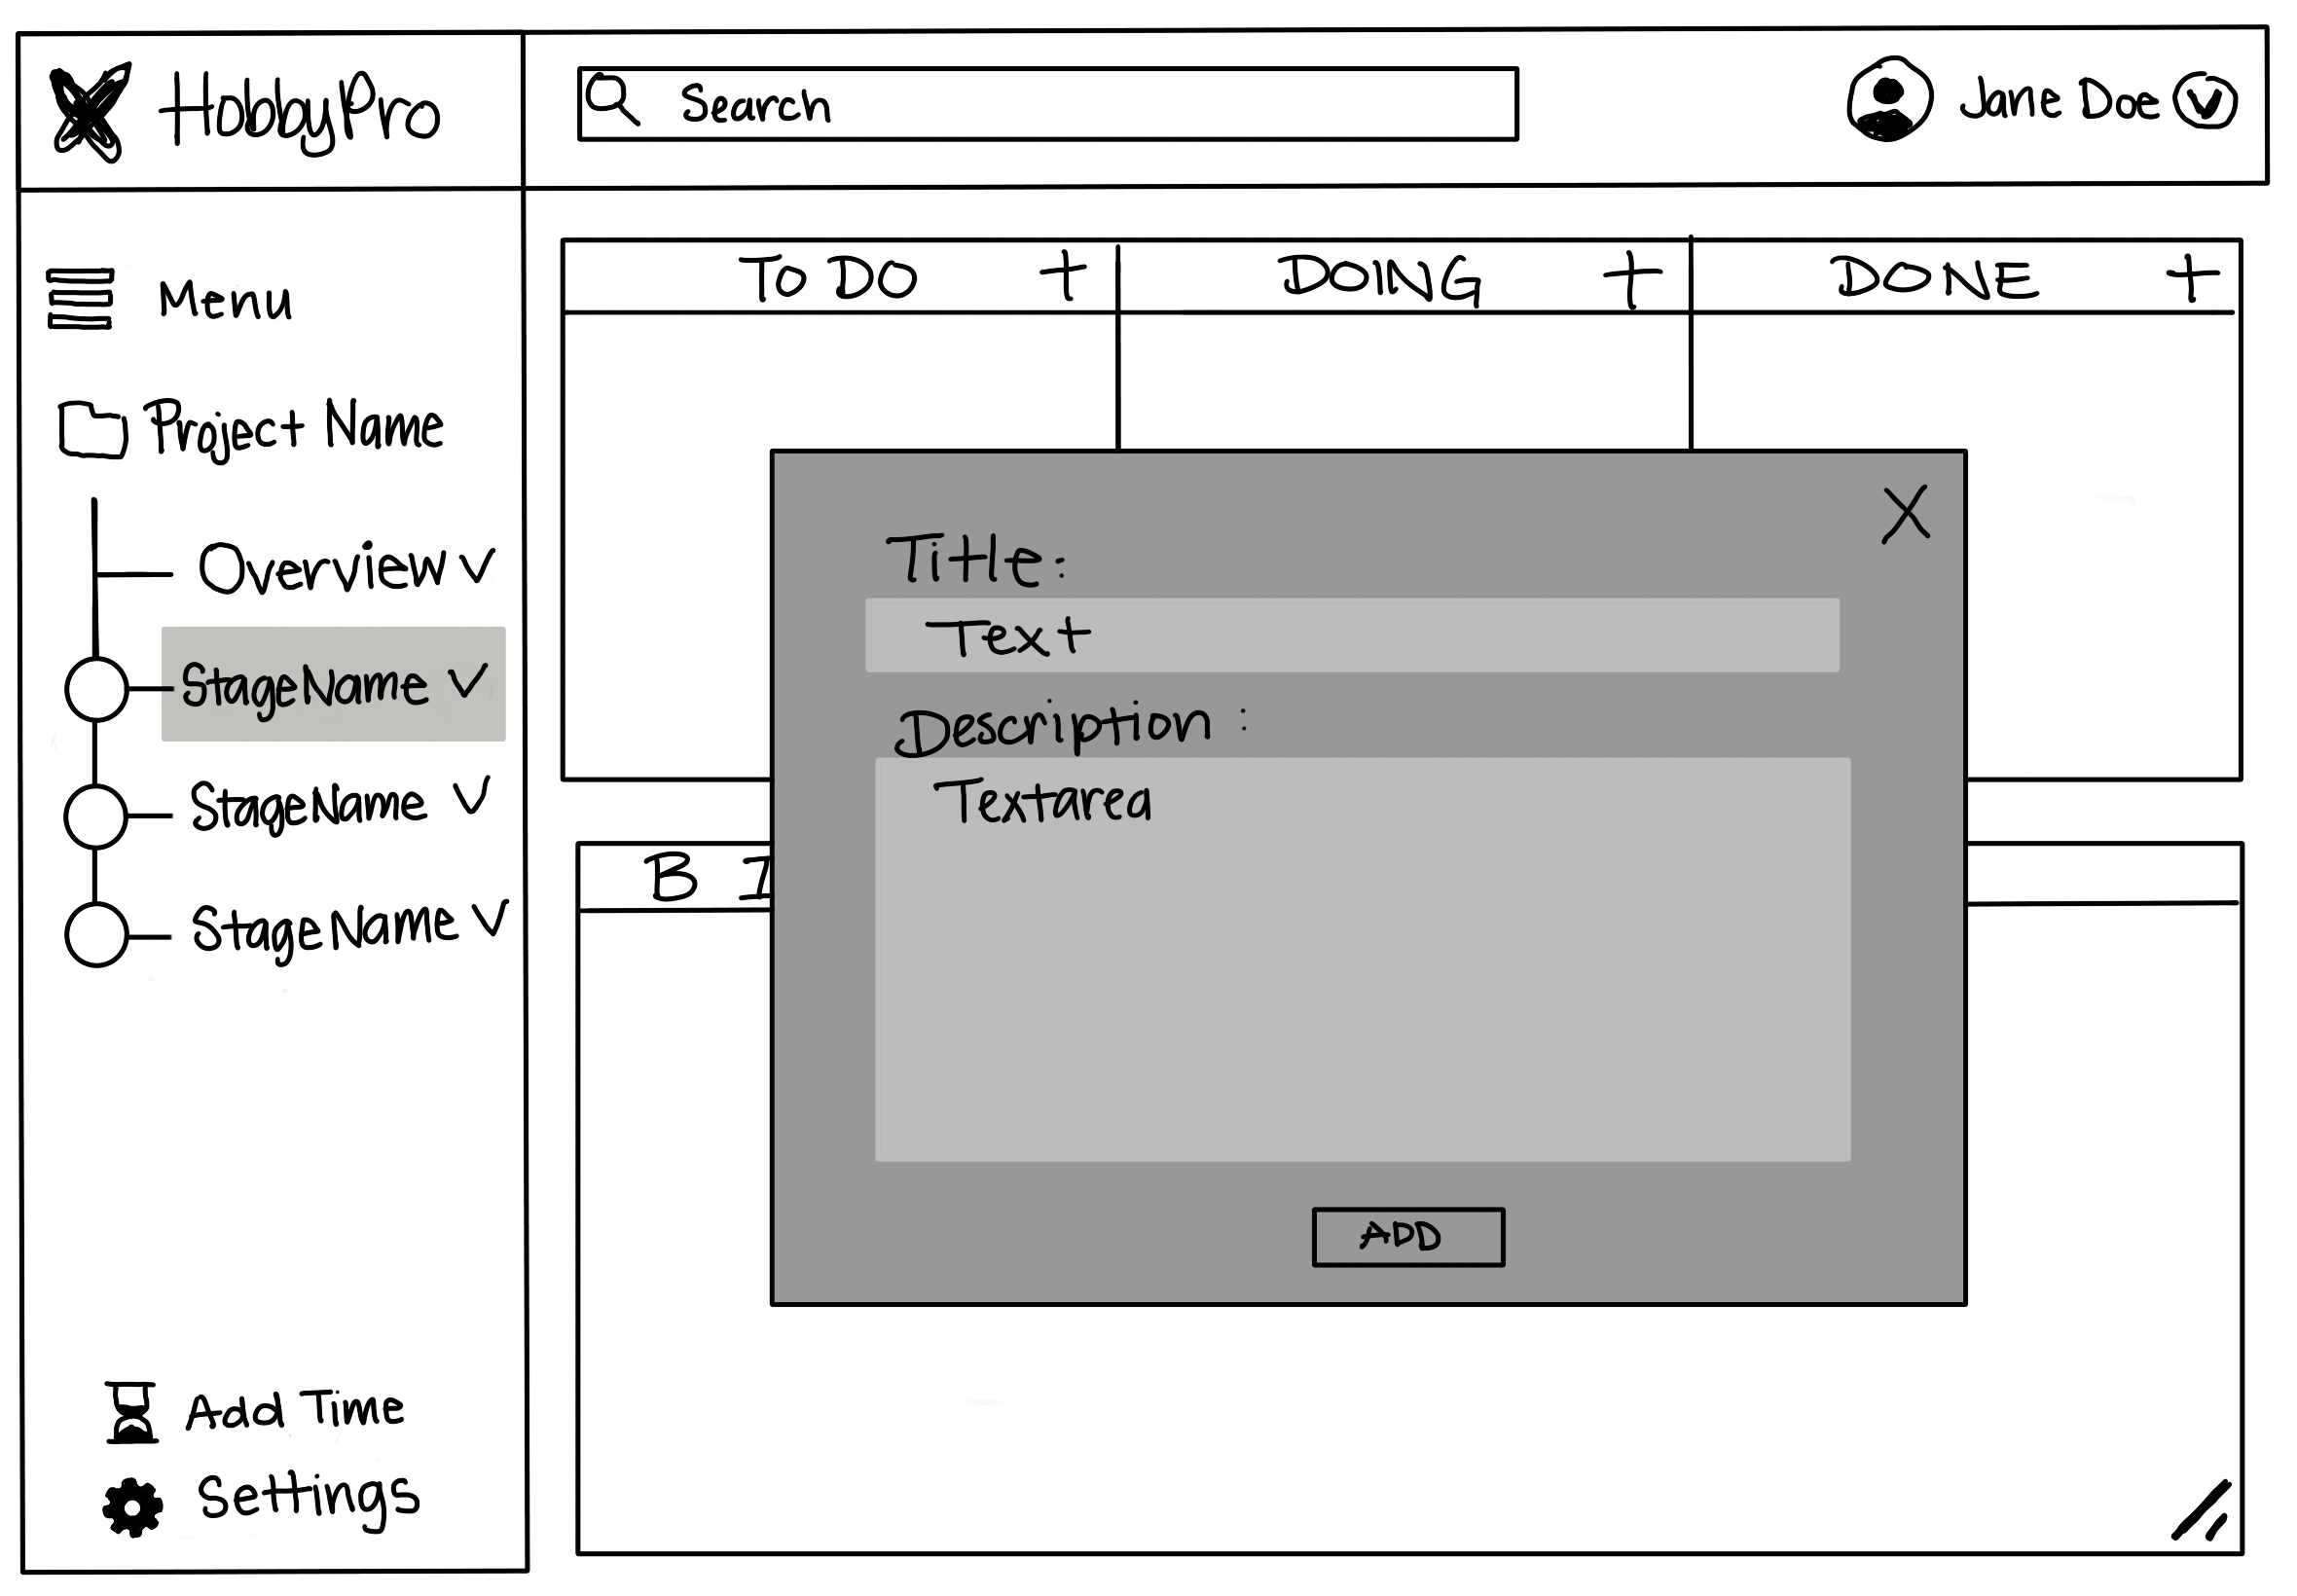 HobbyPro
Search
Jane Doe
Menu
Project Name
Overview
StageName
StageName
StageName
Add Time
Settings
TO DO +
DOING +
DONE +
B I
X
Title:
Text
Description :
Textarea
ADD